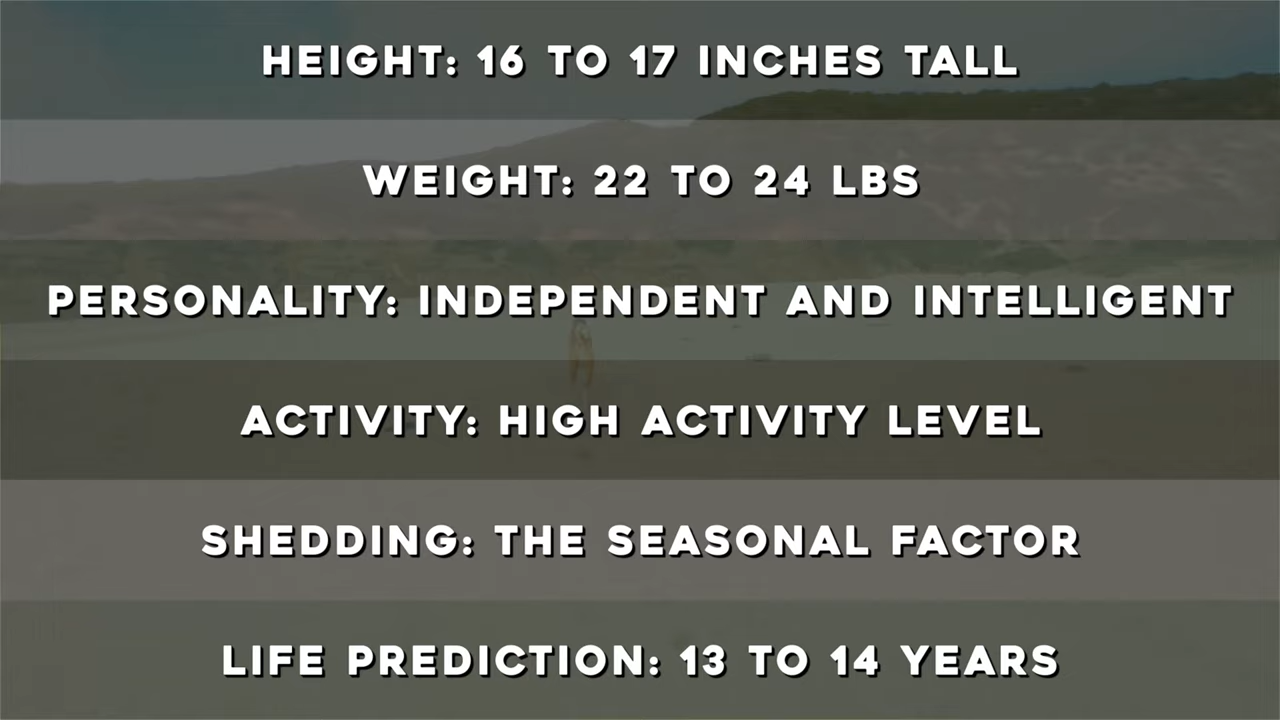 HEIGHT: 16 TO 17 INCHES TALL
WEIGHT: 22 TO 24 LBS
PERSONALITY: INDEPENDENT AND INTELLIGENT
ACTIVITY: HIGH ACTIVITY LEVEL
SHEDDING: THE SEASONAL FACTOR
LIFE PREDICTION: 13 TO 14 YEARS